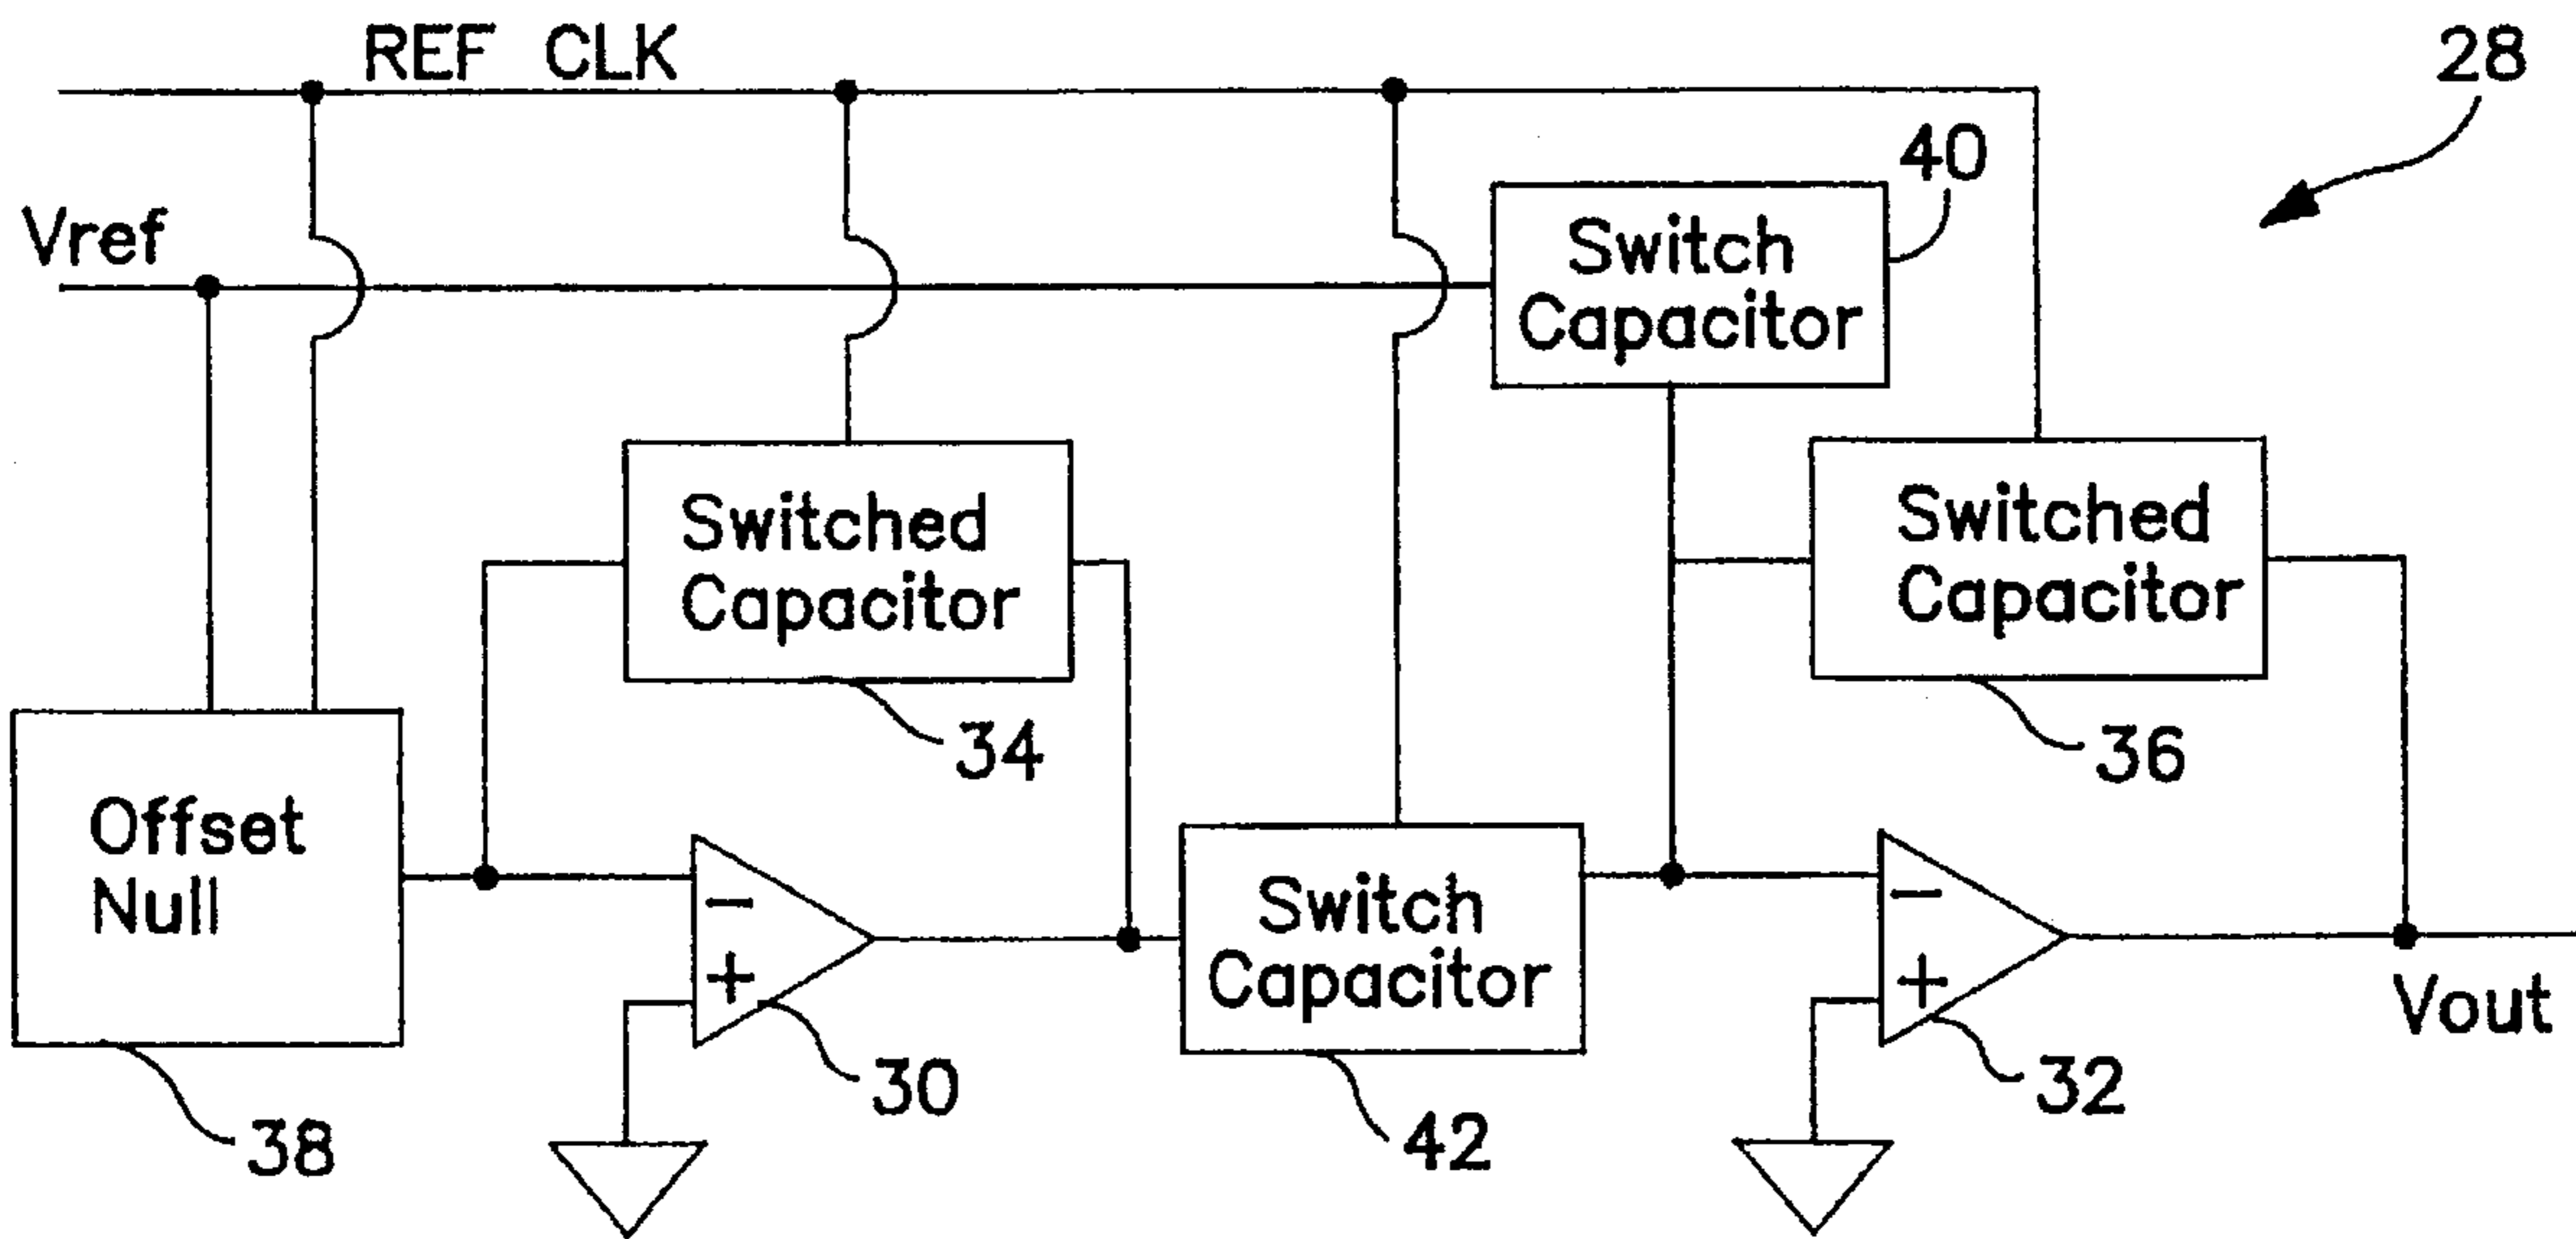 REF CLK
28
40
Vref
Switch
Capacitor
Switched
Capacitor
Switched
Capacitor
34
36
Offset
Null
−
+
Switch
Capacitor
−
+
30
32
Vout
38
42